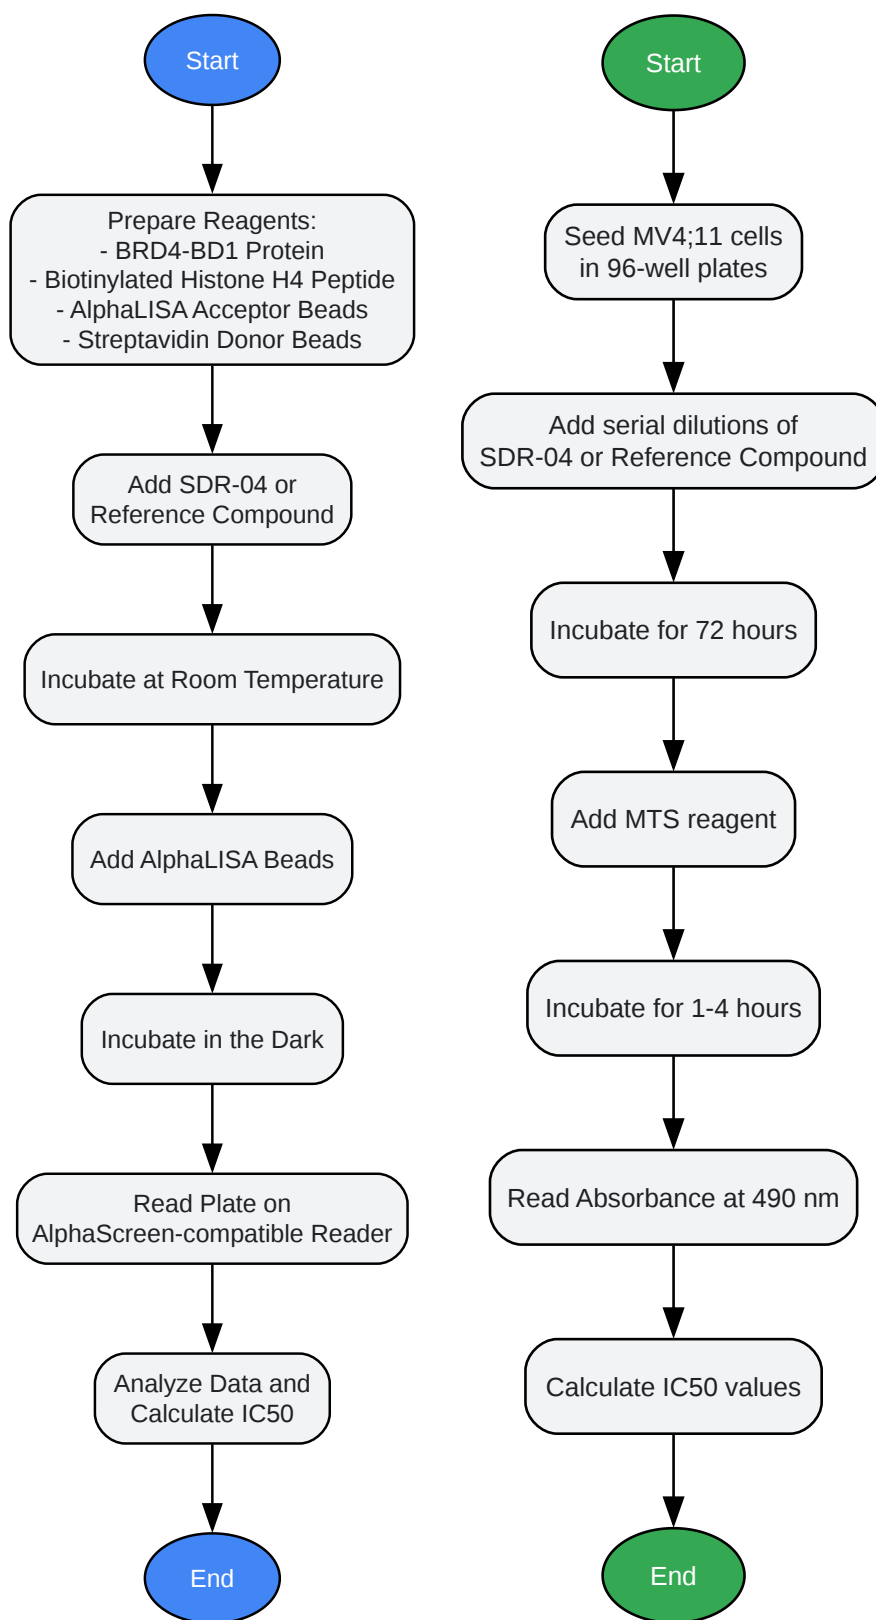 Start
Prepare Reagents:
- BRD4-BD1 Protein
- Biotinylated Histone H4 Peptide
- AlphaLISA Acceptor Beads
- Streptavidin Donor Beads
Add SDR-04 or
Reference Compound
Incubate at Room Temperature
Add AlphaLISA Beads
Incubate in the Dark
Read Plate on
AlphaScreen-compatible Reader
Analyze Data and
Calculate IC50
End
Start
Seed MV4;11 cells
in 96-well plates
Add serial dilutions of
SDR-04 or Reference Compound
Incubate for 72 hours
Add MTS reagent
Incubate for 1-4 hours
Read Absorbance at 490 nm
Calculate IC50 values
End